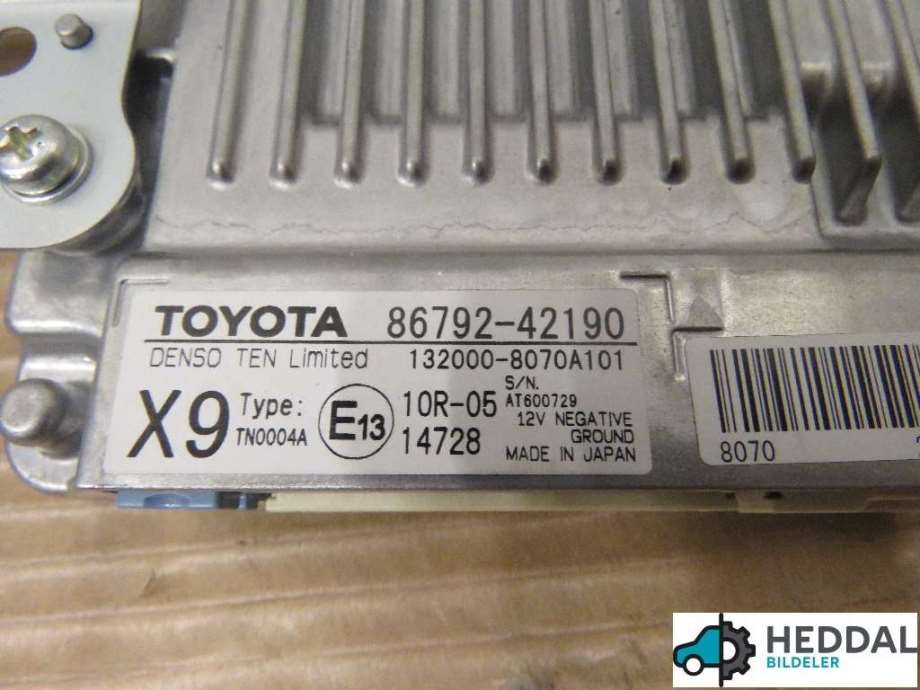 TOYOTA 86792-42190
DENSO TEN Limited 132000-8070A101
X9 Type: TN0004A
E13
10R-05
14728
S/N.
AT600729
12V NEGATIVE
GROUND
MADE IN JAPAN
8070
HEDDAL
BILDELER